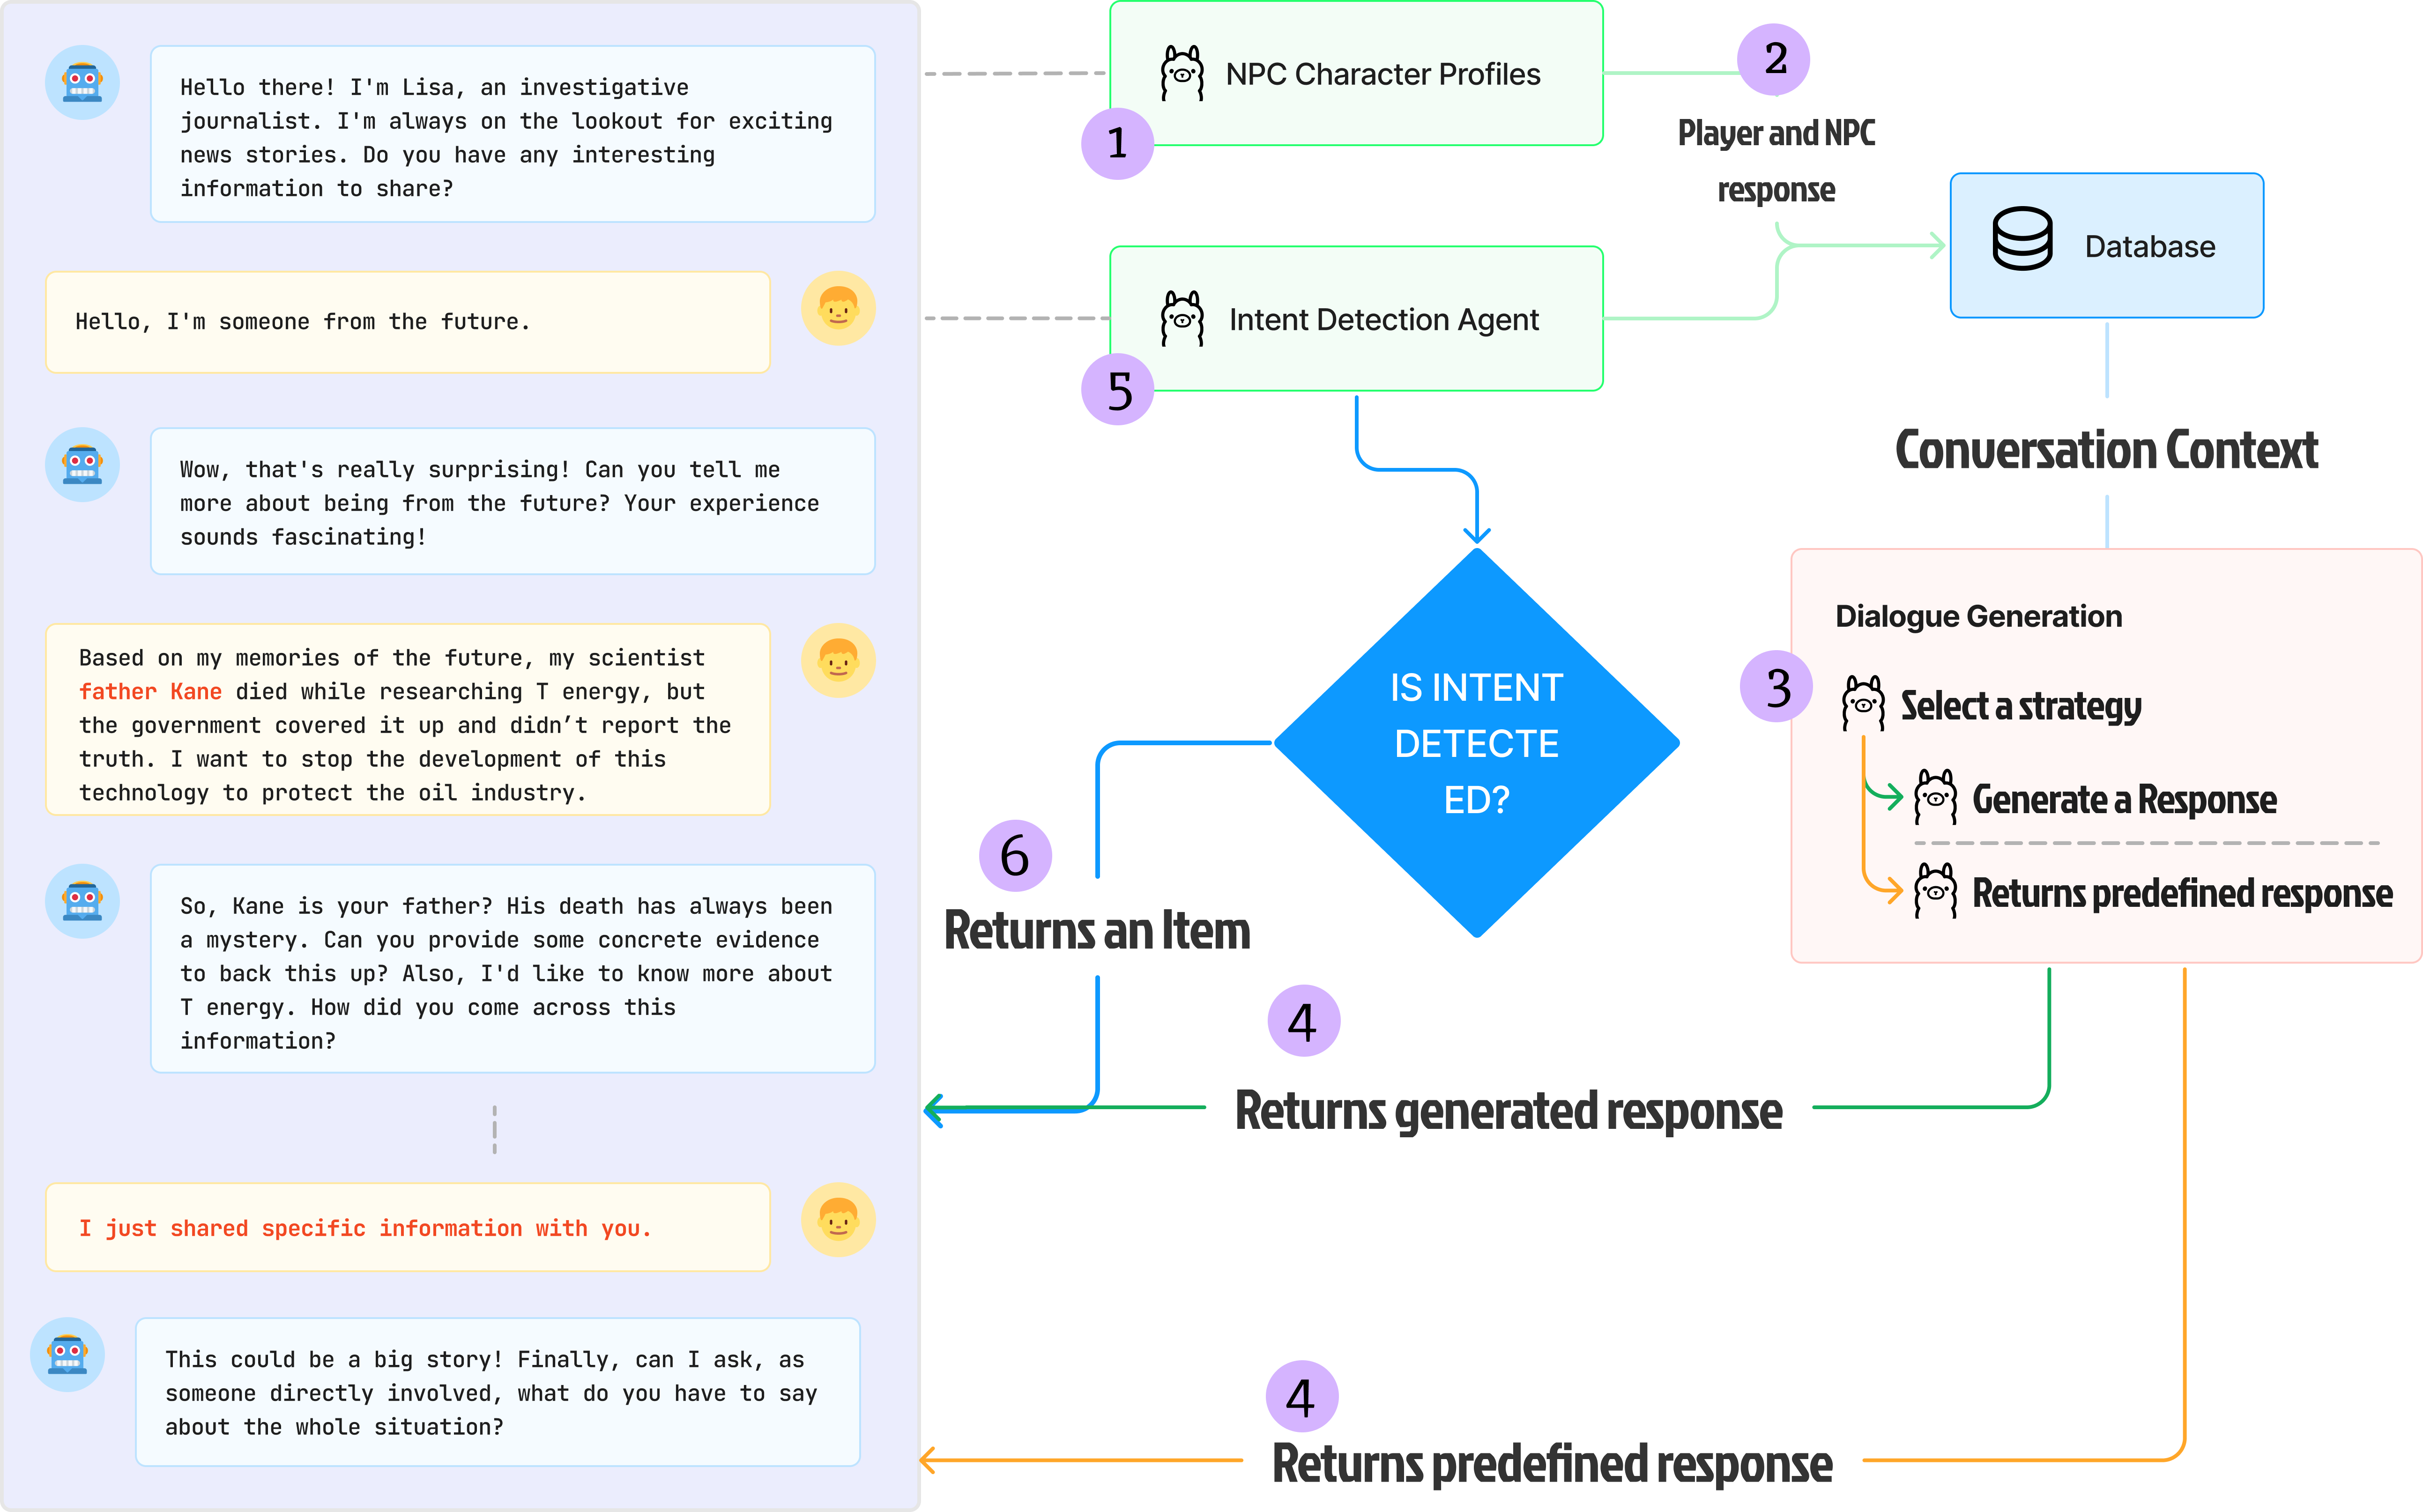 Hello there! I'm Lisa, an investigative
journalist. I'm always on the lookout for exciting
news stories. Do you have any interesting
information to share?
Hello, I'm someone from the future.
Wow, that's really surprising! Can you tell me
more about being from the future? Your experience
sounds fascinating!
Based on my memories of the future, my scientist
father Kane died while researching T energy, but
the government covered it up and didn’t report the
truth. I want to stop the development of this
technology to protect the oil industry.
So, Kane is your father? His death has always been
a mystery. Can you provide some concrete evidence
to back this up? Also, I'd like to know more about
T energy. How did you come across this
information?
I just shared specific information with you.
This could be a big story! Finally, can I ask, as
someone directly involved, what do you have to say
about the whole situation?
NPC Character Profiles
1
2
Player and NPC
response
Intent Detection Agent
5
Database
Conversation Context
IS INTENT
DETECTE
ED?
Dialogue Generation
3
Select a strategy
Generate a Response
Returns predefined response
6
Returns an Item
4
Returns generated response
4
Returns predefined response